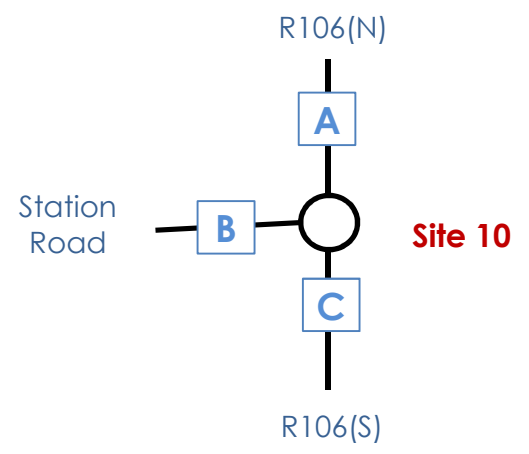 R106(N)
A
Station
Road
B
Site 10
C
R106(S)